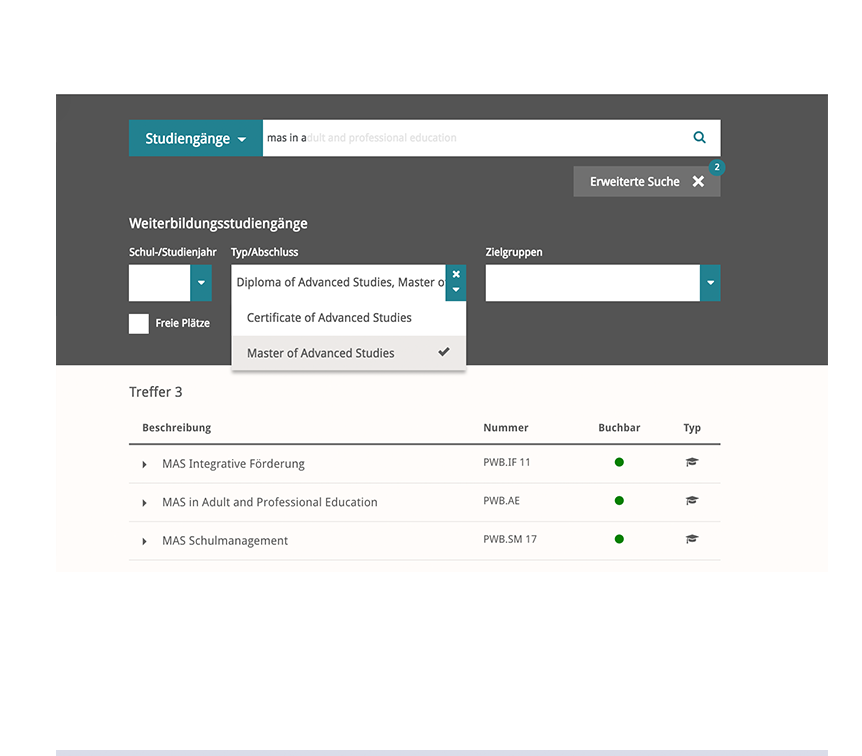 Studiengänge mas in adult and professional education
2
Erweiterte Suche
Weiterbildungsstudiengänge
Schul-/Studienjahr Typ/Abschluss Zielgruppen
Diploma of Advanced Studies, Master o
Certificate of Advanced Studies
Freie Plätze
Master of Advanced Studies
Treffer 3
Beschreibung Nummer Buchbar Typ
MAS Integrative Förderung PWB.IF 11
MAS in Adult and Professional Education PWB.AE
MAS Schulmanagement PWB.SM 17